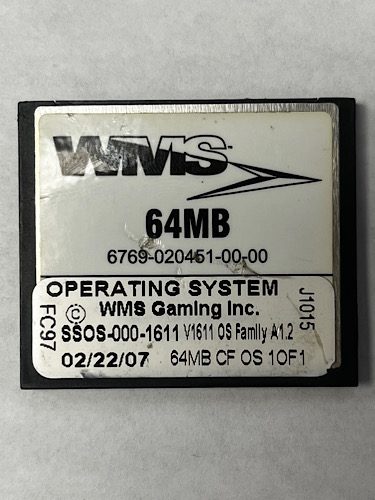 WMS™
64MB
6769-020451-00-00
OPERATING SYSTEM
© WMS Gaming Inc.
SSOS-000-1611 V1611 OS Family A1.2
02/22/07 64MB CF OS 1OF1
FC97
J1015